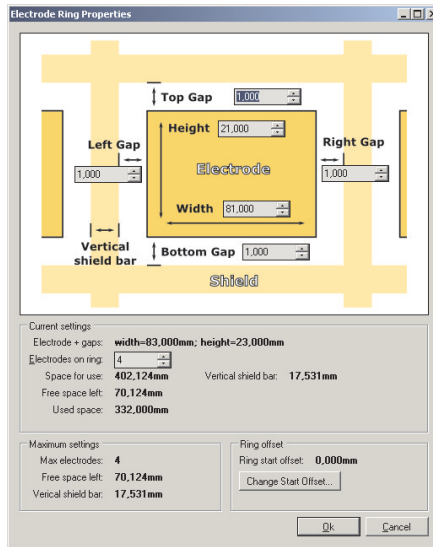 Electrode Ring Properties
Top Gap 1,000
Height 21,000
Left Gap
Right Gap
1,000
Electrode
1,000
Width 81,000
Vertical
shield bar
Bottom Gap 1,000
Shield
Current settings
Electrode + gaps: width=83,000mm; height=23,000mm
Electrodes on ring: 4
Space for use: 402,124mm Vertical shield bar: 17,531mm
Free space left: 70,124mm
Used space: 332,000mm
Maximum settings
Ring offset
Max electrodes: 4
Ring start offset: 0,000mm
Free space left: 70,124mm
Change Start Offset...
Verical shield bar: 17,531mm
Ok Cancel